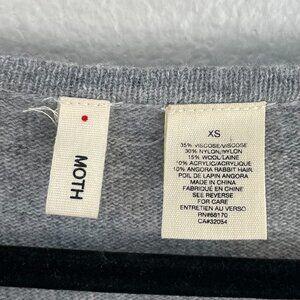 MOTH
XS
35% VISCOSE/VISCOSE
30% NYLON/NYLON
15% WOOL/LAINE
10% ACRYLIC/ACRYLIQUE
10% ANGORA RABBIT HAIR
POIL DE LAPIN ANGORA
MADE IN CHINA
FABRIQUÉ EN CHINE
SEE REVERSE
FOR CARE
ENTRETIEN AU VERSO
RN#66170
CA#32054